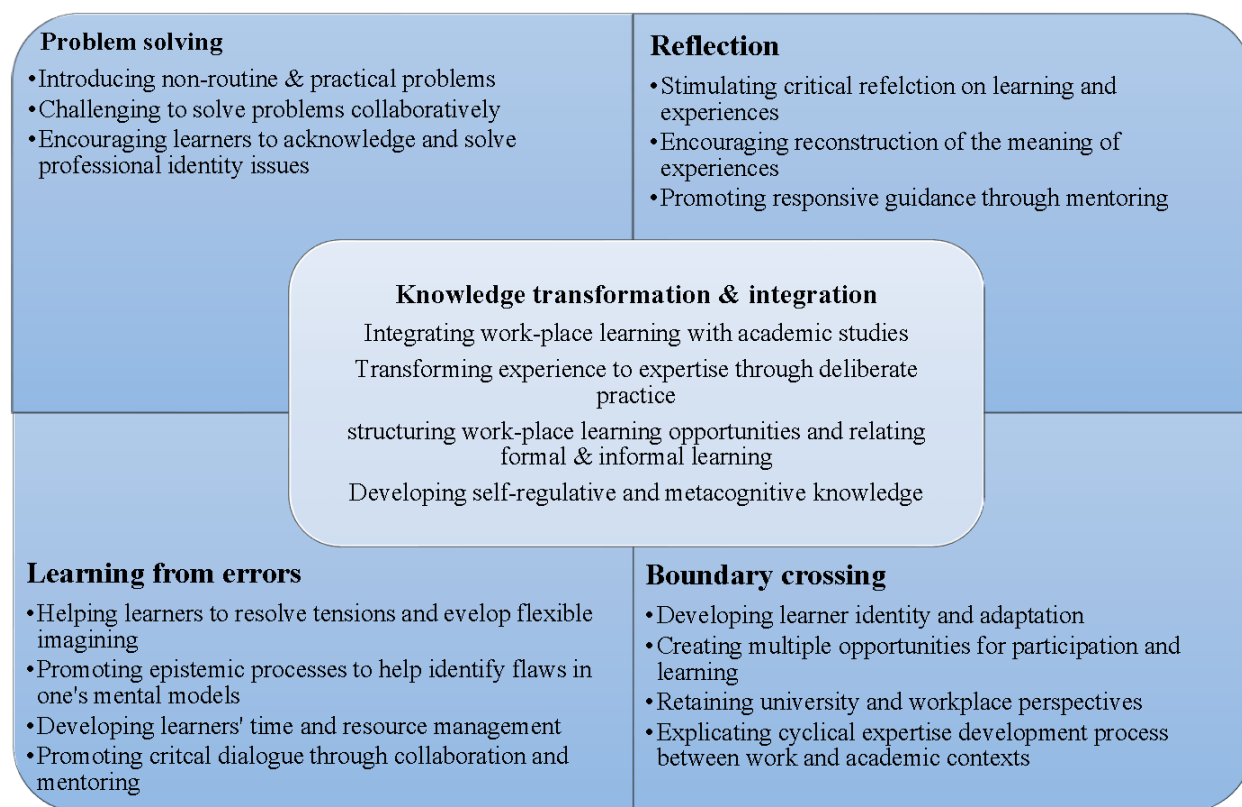 Problem solving
•Introducing non-routine & practical problems
•Challenging to solve problems collaboratively
•Encouraging learners to acknowledge and solve
professional identity issues
Reflection
•Stimulating critical refelction on learning and
experiences
•Encouraging reconstruction of the meaning of
experiences
•Promoting responsive guidance through mentoring
Knowledge transformation & integration
Integrating work-place learning with academic studies
Transforming experience to expertise through deliberate
practice
structuring work-place learning opportunities and relating
formal & informal learning
Developing self-regulative and metacognitive knowledge
Learning from errors
•Helping learners to resolve tensions and evelop flexible
imagining
•Promoting epistemic processes to help identify flaws in
one's mental models
•Developing learners' time and resource management
•Promoting critcal dialogue through collaboration and
mentoring
Boundary crossing
•Developing learner identity and adaptation
•Creating multiple opportunities for participation and
learning
•Retaining university and workplace perspectives
•Explicating cyclical expertise development process
between work and academic contexts